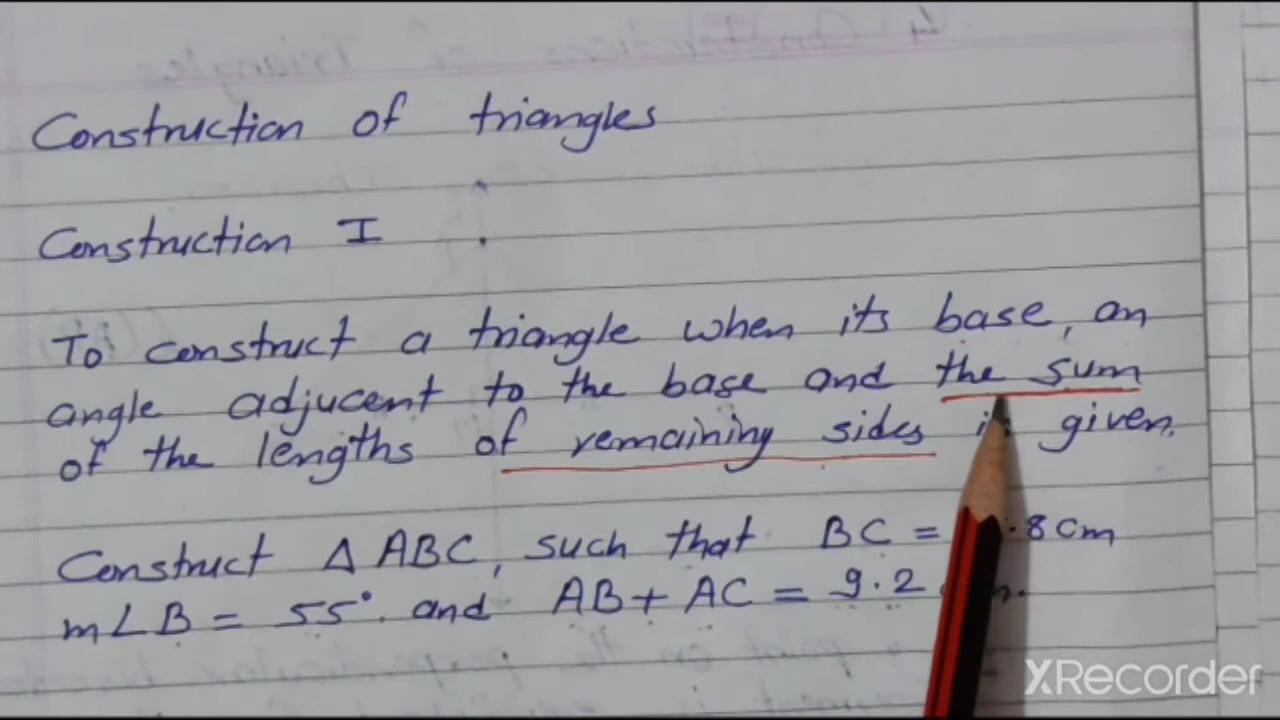 Construction of triangles
Construction I
To construct a triangle when its base, an
angle adjucent to the base and the sum
of the lengths of remaining sides given.
Construct Δ ABC, such that BC = .8 cm
m∠B = 55°. and AB + AC = 9.2
XRecorder